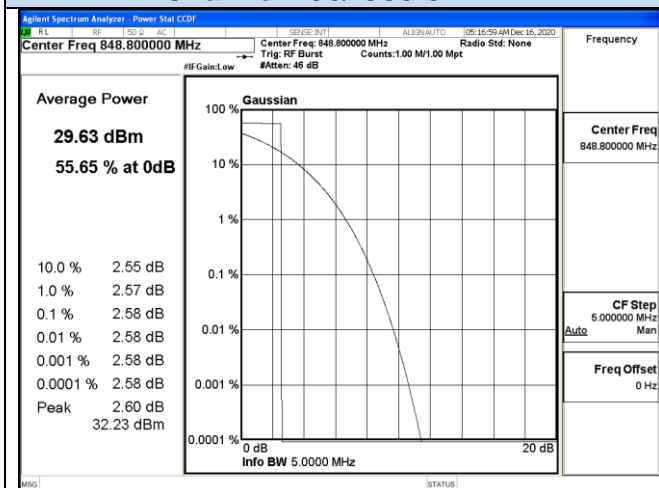 Agilent Spectrum Analyzer - Power Stat CCDF
RL RF 50 Ω AC SENSE:INT ALIGN AUTO 05:16:59 AM Dec 16, 2020
Center Freq 848.800000 MHz
Center Freq: 848.800000 MHz Radio Std: None
Trig: RF Burst Counts:1.00 M/1.00 Mpt
#IFGain:Low #Atten: 46 dB
Frequency
Average Power
29.63 dBm
55.65 % at 0dB
10.0 % 2.55 dB
1.0 % 2.57 dB
0.1 % 2.58 dB
0.01 % 2.58 dB
0.001 % 2.58 dB
0.0001 % 2.58 dB
Peak 2.60 dB
32.23 dBm
Gaussian
100 %
10 %
1 %
0.1 %
0.01 %
0.001 %
0.0001 %
0 dB 20 dB
Info BW 5.0000 MHz
Center Freq
848.800000 MHz
CF Step
5.000000 MHz
Auto Man
Freq Offset
0 Hz
MSG STATUS